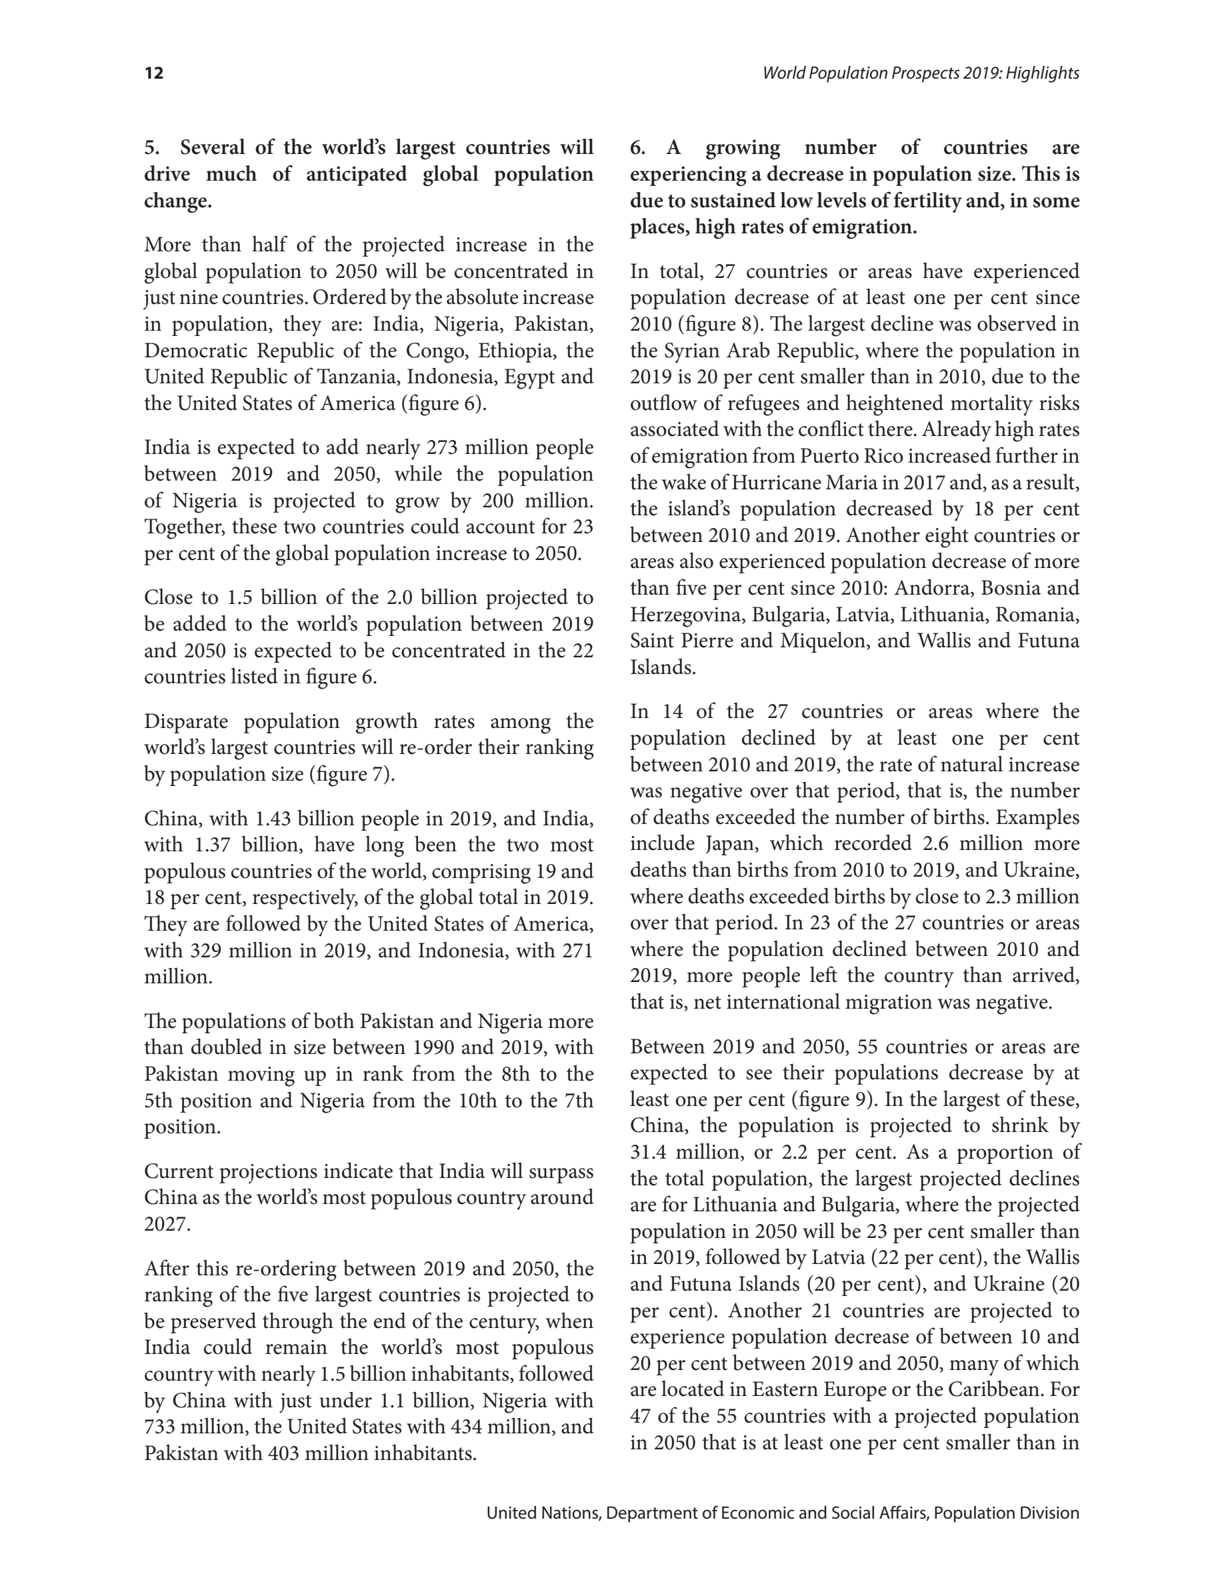 12
World Population Prospects 2019: Highlights
5. Several of the world’s largest countries will
drive much of anticipated global population
change.
More than half of the projected increase in the
global population to 2050 will be concentrated in
just nine countries. Ordered by the absolute increase
in population, they are: India, Nigeria, Pakistan,
Democratic Republic of the Congo, Ethiopia, the
United Republic of Tanzania, Indonesia, Egypt and
the United States of America (figure 6).
India is expected to add nearly 273 million people
between 2019 and 2050, while the population
of Nigeria is projected to grow by 200 million.
Together, these two countries could account for 23
per cent of the global population increase to 2050.
Close to 1.5 billion of the 2.0 billion projected to
be added to the world’s population between 2019
and 2050 is expected to be concentrated in the 22
countries listed in figure 6.
Disparate population growth rates among the
world’s largest countries will re-order their ranking
by population size (figure 7).
China, with 1.43 billion people in 2019, and India,
with 1.37 billion, have long been the two most
populous countries of the world, comprising 19 and
18 per cent, respectively, of the global total in 2019.
They are followed by the United States of America,
with 329 million in 2019, and Indonesia, with 271
million.
The populations of both Pakistan and Nigeria more
than doubled in size between 1990 and 2019, with
Pakistan moving up in rank from the 8th to the
5th position and Nigeria from the 10th to the 7th
position.
Current projections indicate that India will surpass
China as the world’s most populous country around
2027.
After this re-ordering between 2019 and 2050, the
ranking of the five largest countries is projected to
be preserved through the end of the century, when
India could remain the world’s most populous
country with nearly 1.5 billion inhabitants, followed
by China with just under 1.1 billion, Nigeria with
733 million, the United States with 434 million, and
Pakistan with 403 million inhabitants.
6. A growing number of countries are
experiencing a decrease in population size. This is
due to sustained low levels of fertility and, in some
places, high rates of emigration.
In total, 27 countries or areas have experienced
population decrease of at least one per cent since
2010 (figure 8). The largest decline was observed in
the Syrian Arab Republic, where the population in
2019 is 20 per cent smaller than in 2010, due to the
outflow of refugees and heightened mortality risks
associated with the conflict there. Already high rates
of emigration from Puerto Rico increased further in
the wake of Hurricane Maria in 2017 and, as a result,
the island’s population decreased by 18 per cent
between 2010 and 2019. Another eight countries or
areas also experienced population decrease of more
than five per cent since 2010: Andorra, Bosnia and
Herzegovina, Bulgaria, Latvia, Lithuania, Romania,
Saint Pierre and Miquelon, and Wallis and Futuna
Islands.
In 14 of the 27 countries or areas where the
population declined by at least one per cent
between 2010 and 2019, the rate of natural increase
was negative over that period, that is, the number
of deaths exceeded the number of births. Examples
include Japan, which recorded 2.6 million more
deaths than births from 2010 to 2019, and Ukraine,
where deaths exceeded births by close to 2.3 million
over that period. In 23 of the 27 countries or areas
where the population declined between 2010 and
2019, more people left the country than arrived,
that is, net international migration was negative.
Between 2019 and 2050, 55 countries or areas are
expected to see their populations decrease by at
least one per cent (figure 9). In the largest of these,
China, the population is projected to shrink by
31.4 million, or 2.2 per cent. As a proportion of
the total population, the largest projected declines
are for Lithuania and Bulgaria, where the projected
population in 2050 will be 23 per cent smaller than
in 2019, followed by Latvia (22 per cent), the Wallis
and Futuna Islands (20 per cent), and Ukraine (20
per cent). Another 21 countries are projected to
experience population decrease of between 10 and
20 per cent between 2019 and 2050, many of which
are located in Eastern Europe or the Caribbean. For
47 of the 55 countries with a projected population
in 2050 that is at least one per cent smaller than in
United Nations, Department of Economic and Social Affairs, Population Division